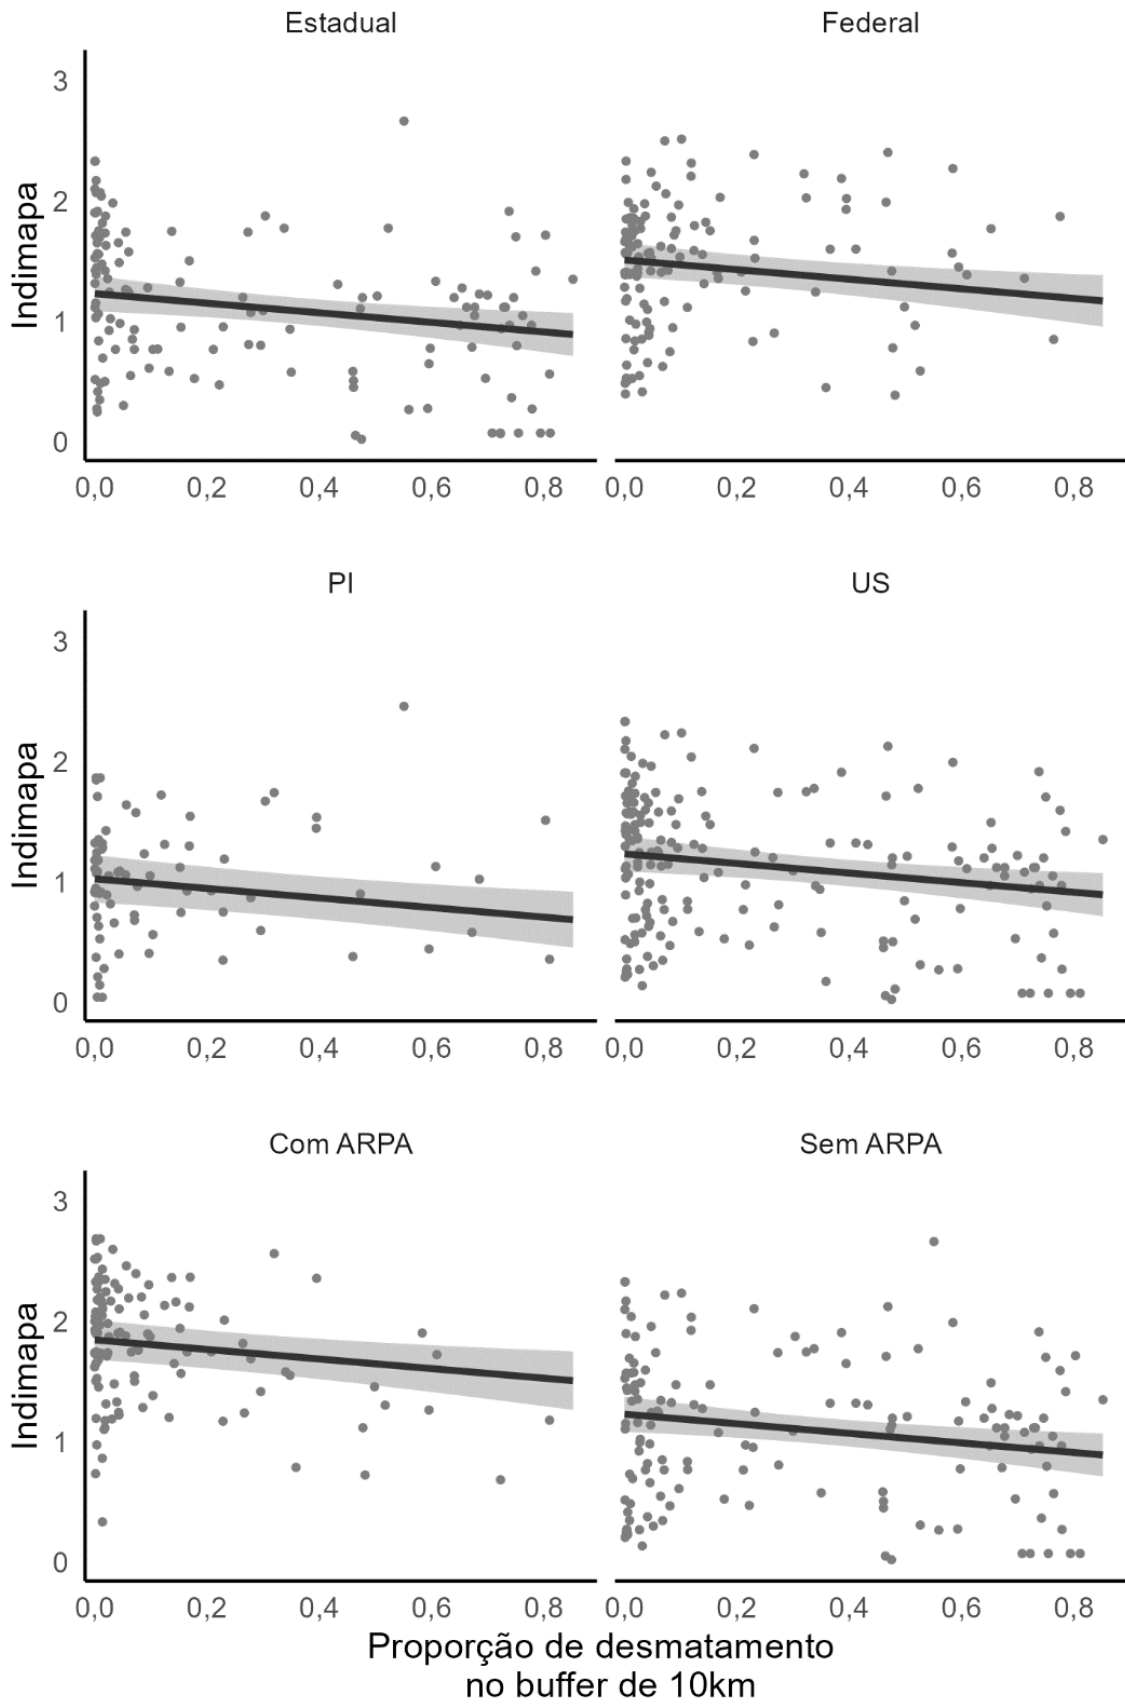 Estadual Federal
3
2
1
0
Indimapa
0,0 0,2 0,4 0,6 0,8 0,0 0,2 0,4 0,6 0,8
PI US
3
2
1
0
Indimapa
0,0 0,2 0,4 0,6 0,8 0,0 0,2 0,4 0,6 0,8
Com ARPA Sem ARPA
3
2
1
0
Indimapa
0,0 0,2 0,4 0,6 0,8 0,0 0,2 0,4 0,6 0,8
Proporção de desmatamento
no buffer de 10km